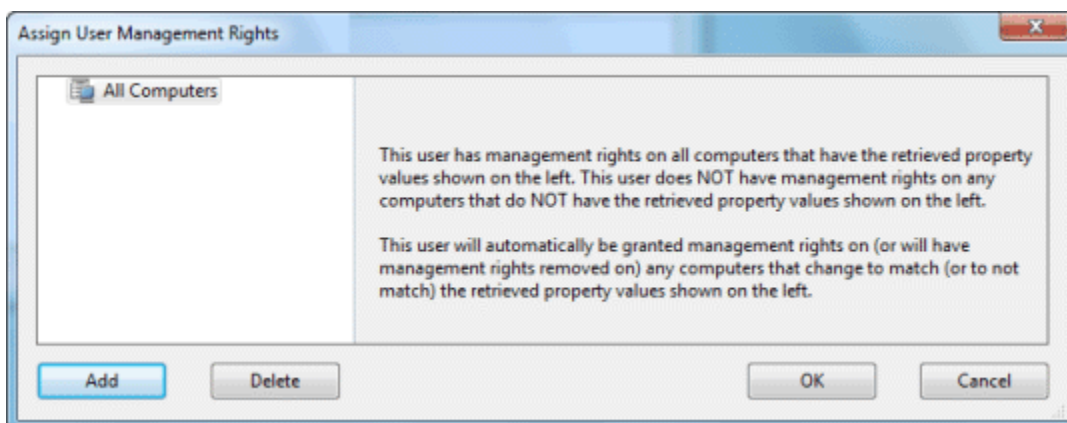 Assign User Management Rights
All Computers
This user has management rights on all computers that have the retrieved property
values shown on the left. This user does NOT have management rights on any
computers that do NOT have the retrieved property values shown on the left.
This user will automatically be granted management rights on (or will have
management rights removed on) any computers that change to match (or to not
match) the retrieved property values shown on the left.
Add
Delete
OK
Cancel